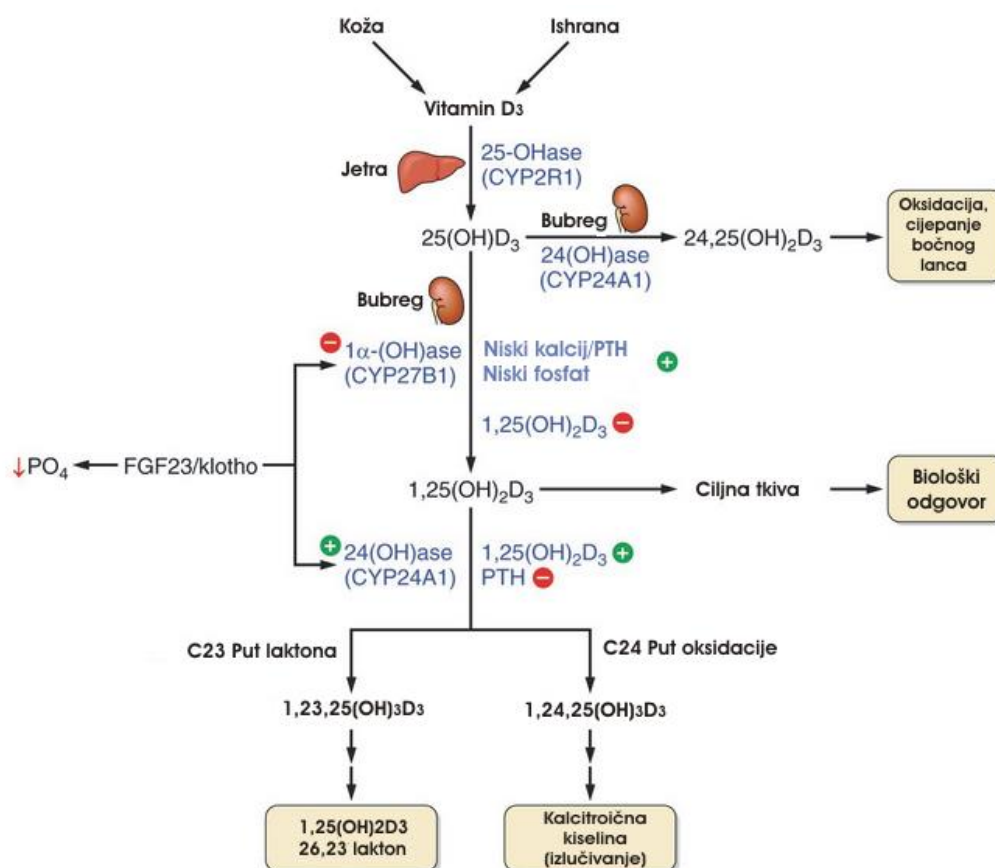 Koža
Ishrana
Vitamin D3
Jetra
25-OHase
(CYP2R1)
25(OH)D₃
Bubreg
24(OH)ase
(CYP24A1)
24,25(OH)₂D₃
Oksidacija,
cijepanje
bočnog
lanca
Bubreg
− 1α-(OH)ase
(CYP27B1)
Niski kalcij/PTH
Niski fosfat
+
1,25(OH)₂D₃ −
↓PO₄
FGF23/klotho
1,25(OH)₂D₃
Ciljna tkiva
Biološki
odgovor
+ 24(OH)ase
(CYP24A1)
1,25(OH)₂D₃ +
PTH −
C23 Put laktona
C24 Put oksidacije
1,23,25(OH)3D3
1,24,25(OH)3D3
1,25(OH)2D3
26,23 lakton
Kalcitroična
kiselina
(izlučivanje)